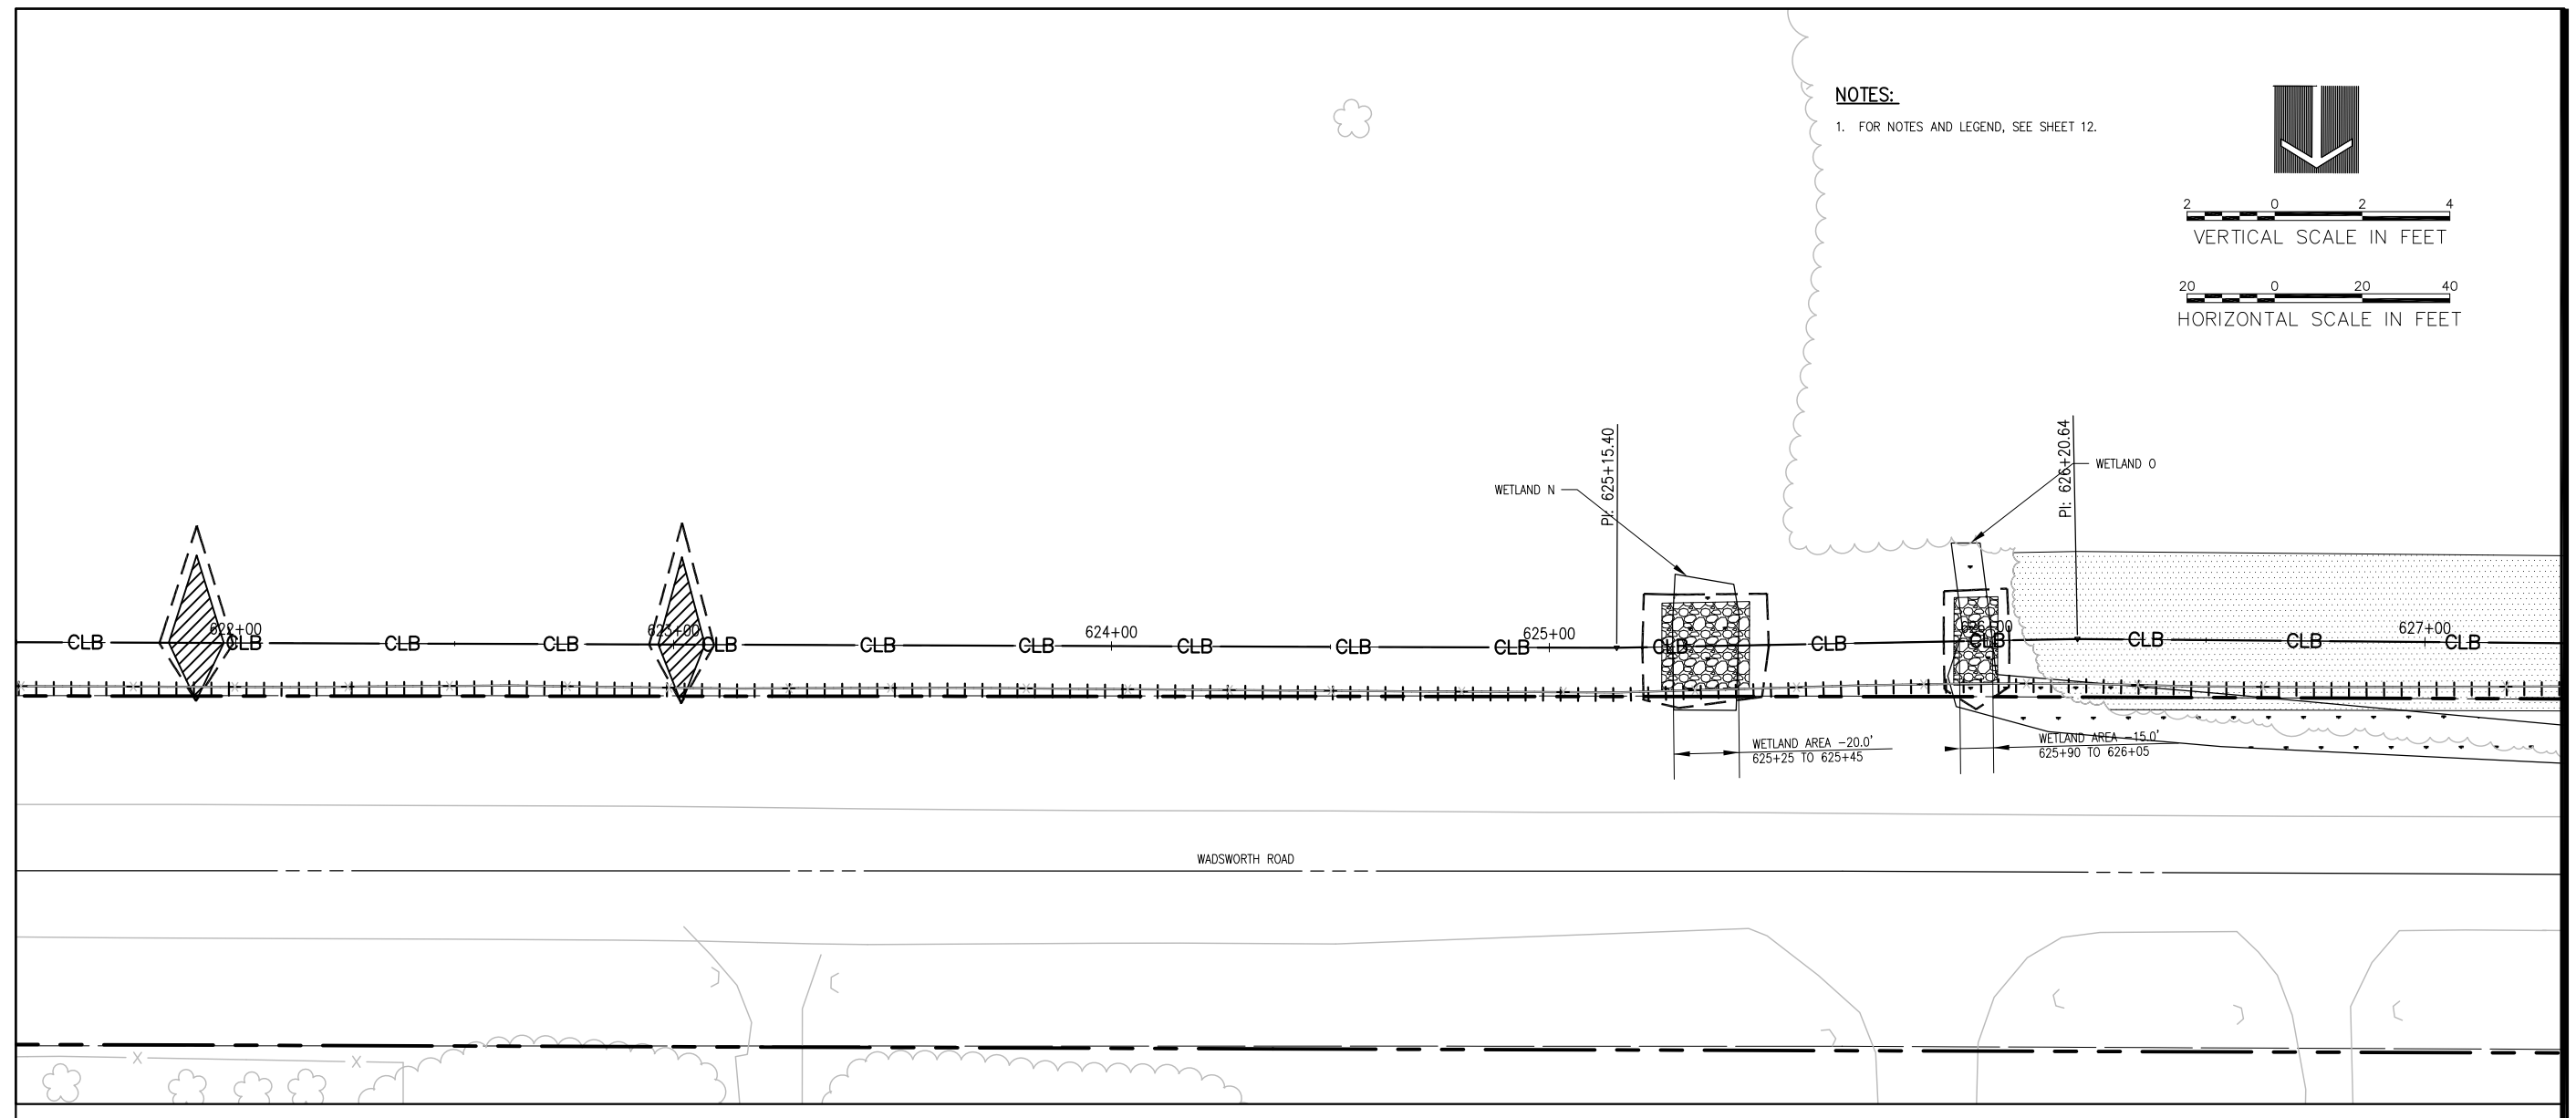 NOTES:
1. FOR NOTES AND LEGEND, SEE SHEET 12.
2 0 2 4
VERTICAL SCALE IN FEET
20 0 20 40
HORIZONTAL SCALE IN FEET
PI: 625+15.40
PI: 626+20.64
WETLAND N
WETLAND O
622+00
623+00
624+00
625+00
626+00
627+00
CLB CLB CLB CLB CLB CLB CLB CLB CLB CLB CLB CLB CLB CLB CLB CLB
WETLAND AREA -20.0'
625+25 TO 625+45
WETLAND AREA -15.0'
625+90 TO 626+05
WADSWORTH ROAD
X X